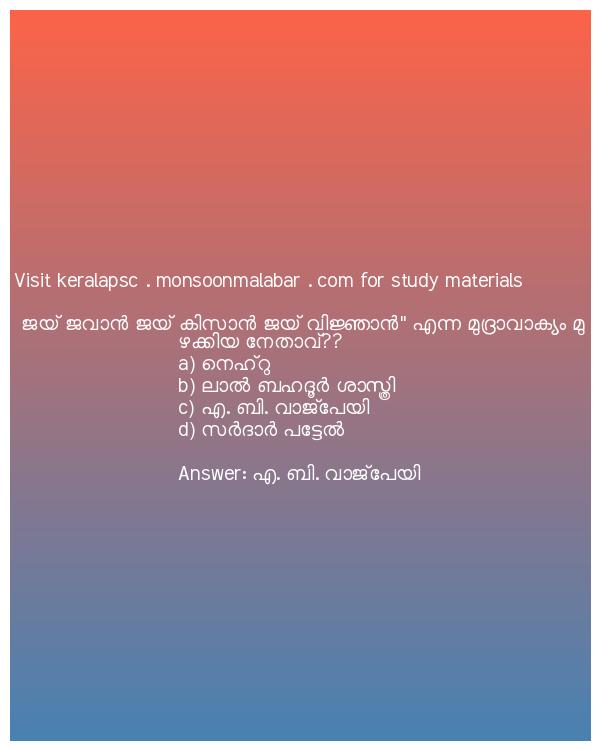 Visit keralapsc . monsoonmalabar . com for study materials
ജയ് ജവാൻ ജയ് കിസാൻ ജയ് വിജ്ഞാൻ" എന്ന മുദ്രാവാക്യം മു
ഴക്കിയ നേതാവ്??
a) നെഹ്റു
b) ലാൽ ബഹദൂർ ശാസ്ത്രി
c) എ. ബി. വാജ്പേയി
d) സർദാർ പട്ടേൽ
Answer: എ. ബി. വാജ്പേയി